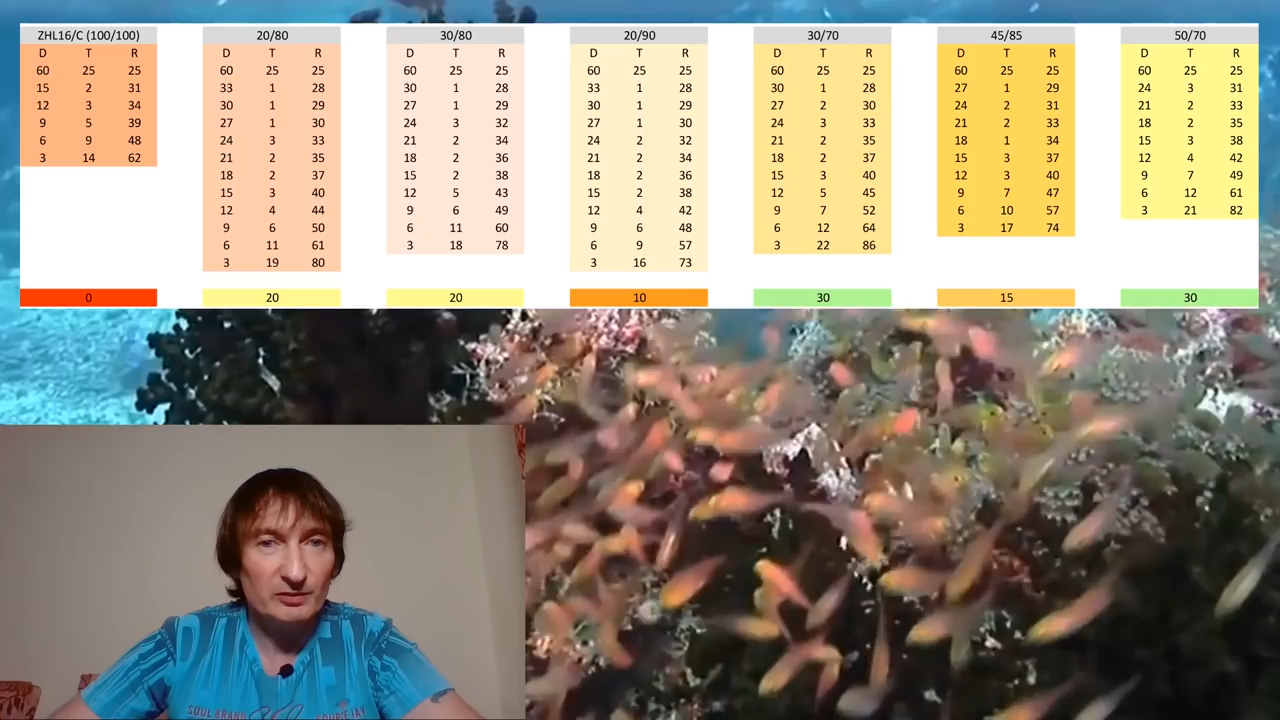 ZHL16/C (100/100) 20/80 30/80 20/90 30/70 45/85 50/70
D T R D T R D T R D T R D T R D T R D T R
60 25 25 60 25 25 60 25 25 60 25 25 60 25 25 60 25 25 60 25 25
15 2 31 33 1 28 30 1 28 33 1 28 30 1 28 27 1 29 24 3 31
12 3 34 30 1 29 27 1 29 30 1 29 27 2 30 24 2 31 21 2 33
9 5 39 27 1 30 24 3 32 27 1 30 24 3 33 21 2 33 18 2 35
6 9 48 24 3 33 21 2 34 24 2 32 21 2 35 18 1 34 15 3 38
3 14 62 21 2 35 18 2 36 21 2 34 18 2 37 15 3 37 12 4 42
18 2 37 15 2 38 18 2 36 15 3 40 12 3 40 9 7 49
15 3 40 12 5 43 15 2 38 12 5 45 9 7 47 6 12 61
12 4 44 9 6 49 12 4 42 9 7 52 6 10 57 3 21 82
9 6 50 6 11 60 9 6 48 6 12 64 3 17 74
6 11 61 3 18 78 6 9 57 3 22 86
3 19 80 3 16 73
0 20 20 10 30 15 30
SOUL BRAND